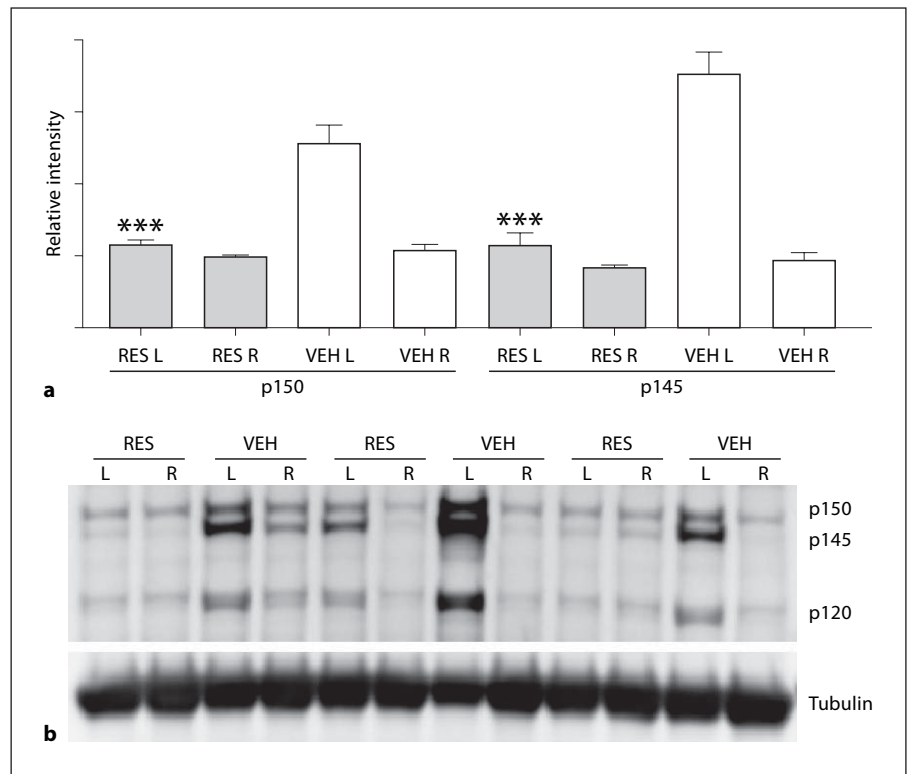 Relative intensity
*** ***
RES L RES R VEH L VEH R RES L RES R VEH L VEH R
p150 p145
a
RES VEH RES VEH RES VEH
L R L R L R L R L R L R
p150
p145
p120
Tubulin
b